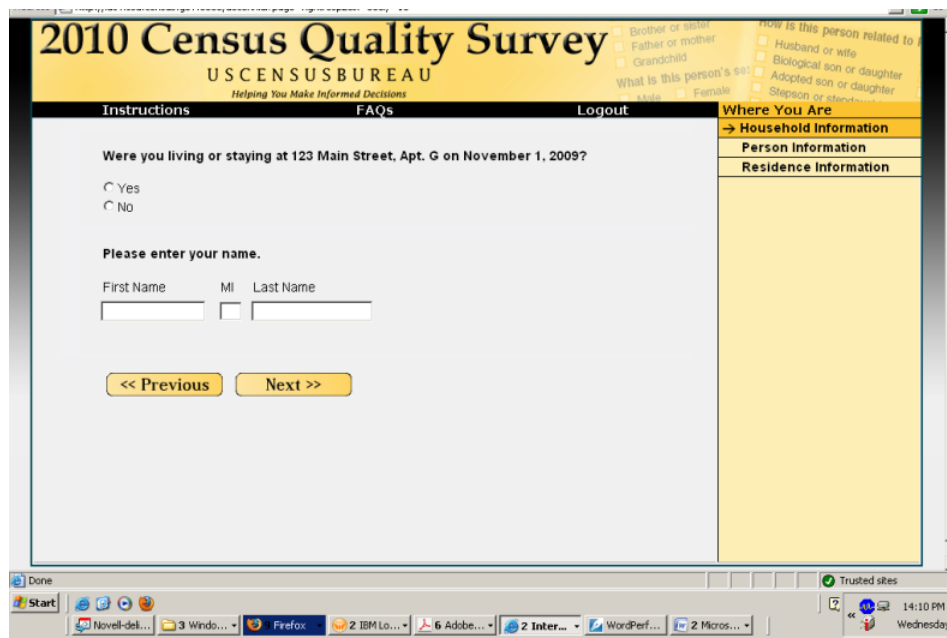 2010 Census Quality Survey
USCENSUSBUREAU
Helping You Make Informed Decisions
Brother or sister
Father or mother
Grandchild
What is this person's sex
Male Female
How is this person related to
Husband or wife
Biological son or daughter
Adopted son or daughter
Stepson or
Instructions FAQs Logout
Where You Are
→ Household Information
Person Information
Residence Information
Were you living or staying at 123 Main Street, Apt. G on November 1, 2009?
Yes
No
Please enter your name.
First Name MI Last Name
<< Previous Next >>
Done Trusted sites
Start Novell-deli... 3 Windo... Firefox 2 IBM Lo... 6 Adobe... 2 Inter... WordPerf... 2 Micros... « 14:10 PM
Wednesday